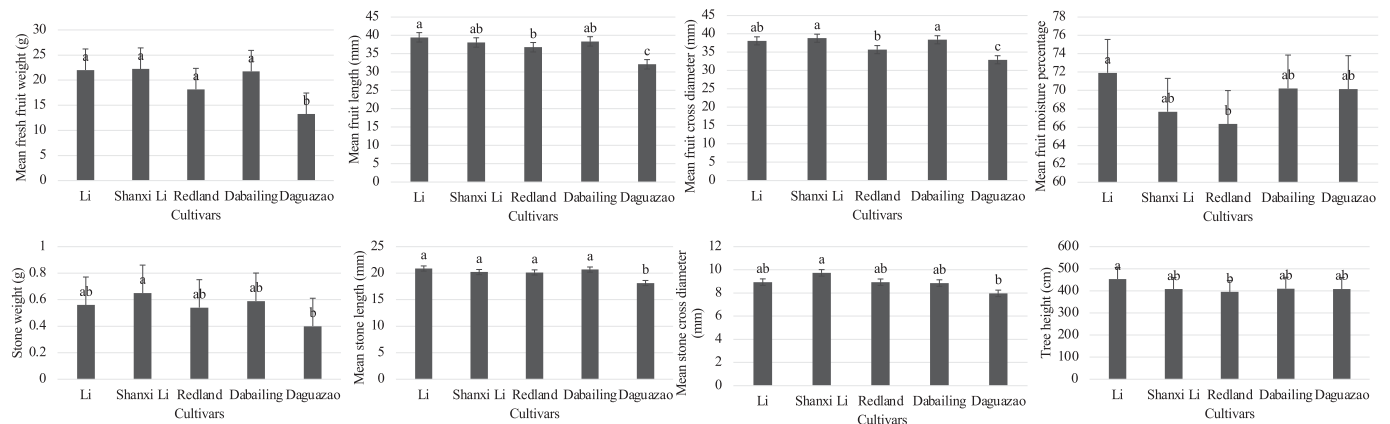 Mean fresh fruit weight (g)
30
25
20
15
10
5
0
a
a
a
a
b
Li
Shanxi Li
Redland
Dabailing
Daguazao
Cultivars
Mean fruit length (mm)
45
40
35
30
25
20
15
10
5
0
a
ab
b
ab
c
Li
Shanxi Li
Redland
Dabailing
Daguazao
Cultivars
Mean fruit cross diameter (mm)
45
40
35
30
25
20
15
10
5
0
ab
a
b
a
c
Li
Shanxi Li
Redland
Dabailing
Daguazao
Cultivars
Mean fruit moisture percentage
78
76
74
72
70
68
66
64
62
60
a
ab
b
ab
ab
Li
Shanxi Li
Redland
Dabailing
Daguazao
Cultivars
Stone weight (g)
1
0.8
0.6
0.4
0.2
0
ab
a
ab
ab
b
Li
Shanxi Li
Redland
Dabailing
Daguazao
Cultivars
Mean stone length (mm)
25
20
15
10
5
0
a
a
a
a
b
Li
Shanxi Li
Redland
Dabailing
Daguazao
Cultivars
Mean stone cross diameter
(mm)
12
10
8
6
4
2
0
ab
a
ab
ab
b
Li
Shanxi Li
Redland
Dabailing
Daguazao
Cultivars
Tree height (cm)
600
500
400
300
200
100
0
a
ab
b
ab
ab
Li
Shanxi Li
Redland
Dabailing
Daguazao
Cultivars